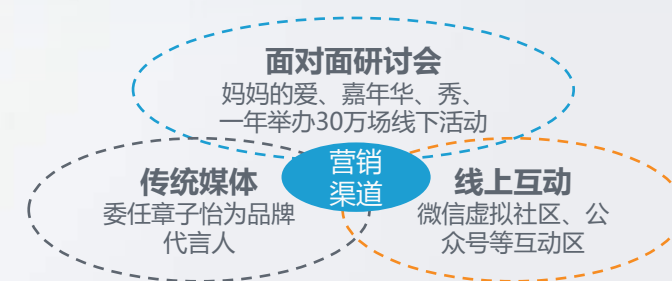 面对面研讨会
妈妈的爱、嘉年华、秀、
一年举办30万场线下活动
营销
渠道
传统媒体
委任章子怡为品牌
代言人
线上互动
微信虚拟社区、公
众号等互动区